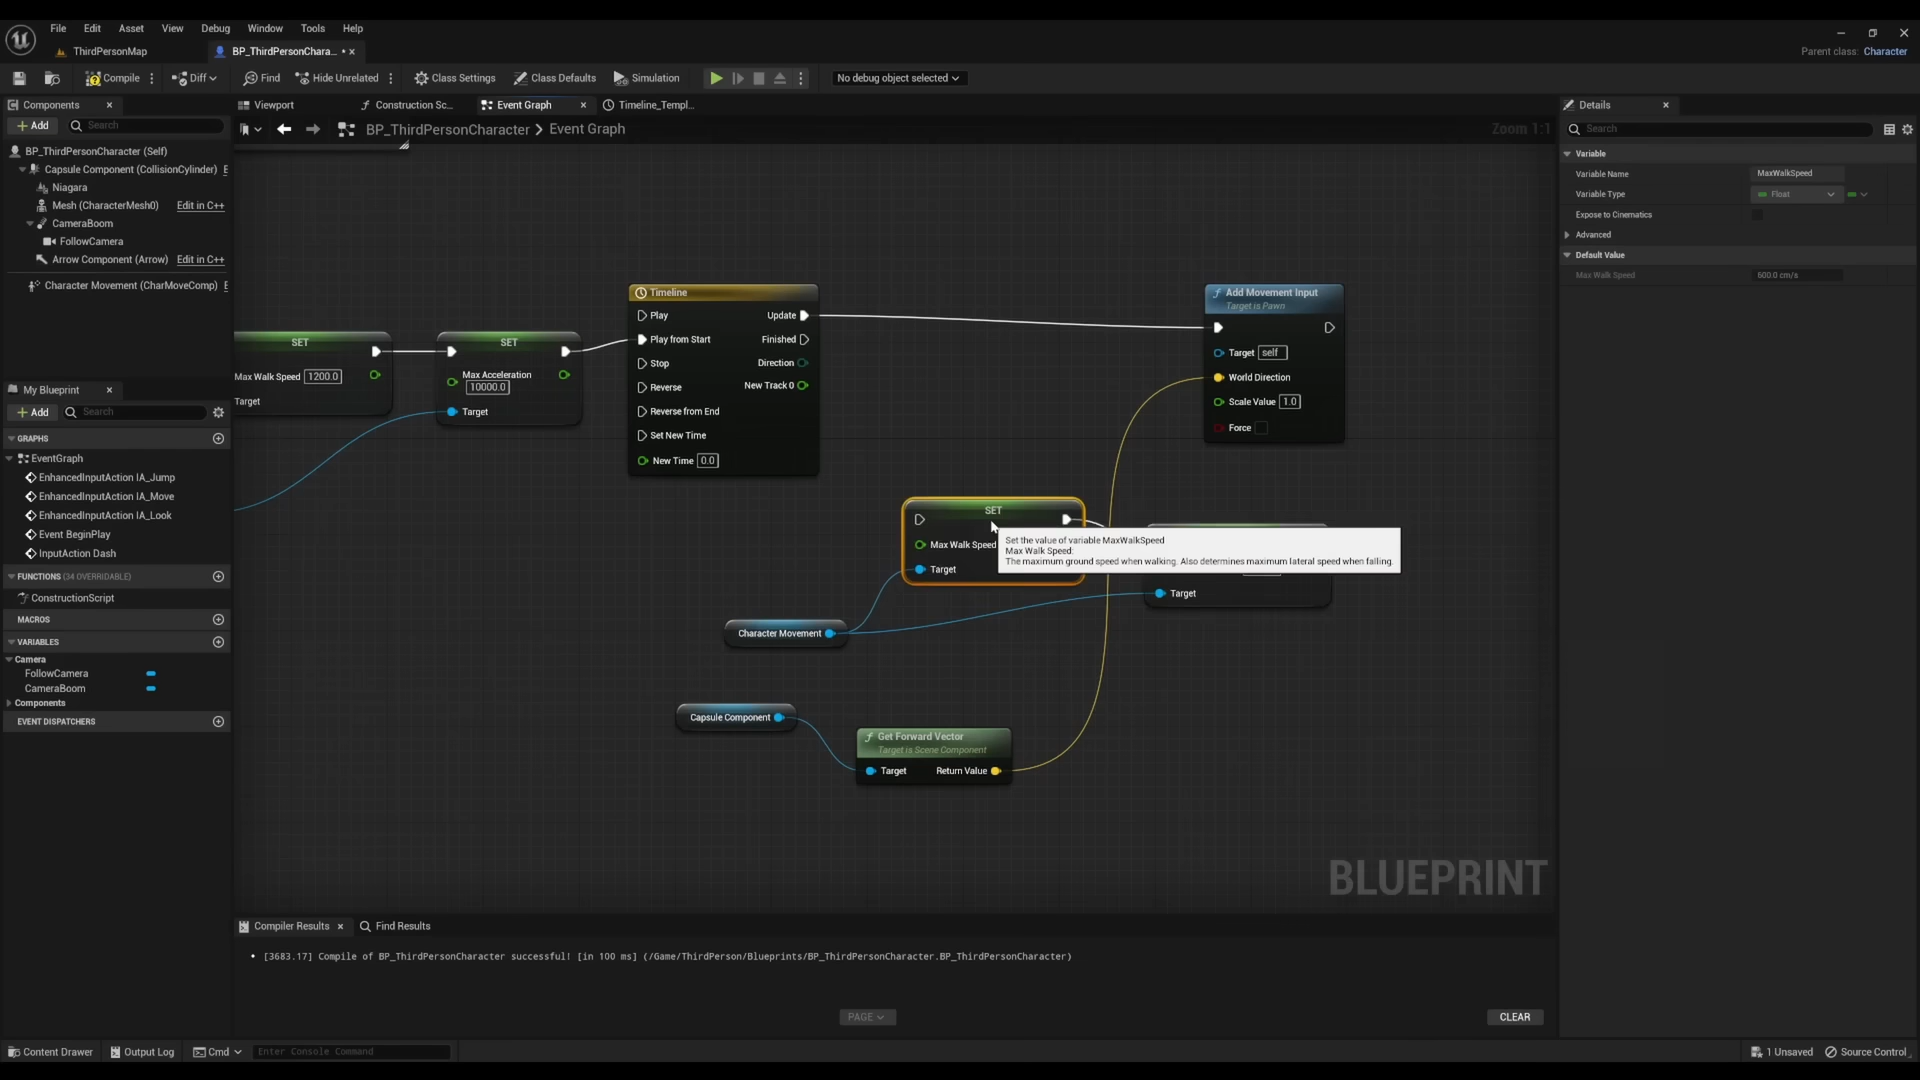 File Edit Asset View Debug Window Tools Help
ThirdPersonMap
BP_ThirdPersonChara... •
Parent class: Character
Compile
Diff
Find
Hide Unrelated
Class Settings
Class Defaults
Simulation
No debug object selected
Components
Add
Search
BP_ThirdPersonCharacter (Self)
Capsule Component (CollisionCylinder) E
Niagara
Mesh (CharacterMesh0) Edit in C++
CameraBoom
FollowCamera
Arrow Component (Arrow) Edit in C++
Character Movement (CharMoveComp) E
My Blueprint
Add
Search
GRAPHS
EventGraph
EnhancedInputAction IA_Jump
EnhancedInputAction IA_Move
EnhancedInputAction IA_Look
Event BeginPlay
InputAction Dash
FUNCTIONS (34 OVERRIDABLE)
ConstructionScript
MACROS
VARIABLES
Camera
FollowCamera
CameraBoom
Components
EVENT DISPATCHERS
Viewport
Construction Sc...
Event Graph
Timeline_Templ...
BP_ThirdPersonCharacter > Event Graph
Zoom 1:1
SET
Max Walk Speed 1200.0
Target
SET
Max Acceleration
10000.0
Target
Timeline
Play
Update
Play from Start
Finished
Stop
Direction
Reverse
New Track 0
Reverse from End
Set New Time
New Time 0.0
Add Movement Input
Target is Pawn
Target self
World Direction
Scale Value 1.0
Force
SET
Max Walk Speed
Target
Set the value of variable MaxWalkSpeed
Max Walk Speed:
The maximum ground speed when walking. Also determines maximum lateral speed when falling.
Target
Character Movement
Capsule Component
Get Forward Vector
Target is Scene Component
Target
Return Value
BLUEPRINT
Compiler Results
Find Results
• [3683.17] Compile of BP_ThirdPersonCharacter successful! [in 100 ms] (/Game/ThirdPerson/Blueprints/BP_ThirdPersonCharacter.BP_ThirdPersonCharacter)
PAGE
CLEAR
Details
Search
Variable
Variable Name MaxWalkSpeed
Variable Type Float
Expose to Cinematics
Advanced
Default Value
Max Walk Speed 600.0 cm/s
Content Drawer
Output Log
Cmd
Enter Console Command
1 Unsaved
Source Control